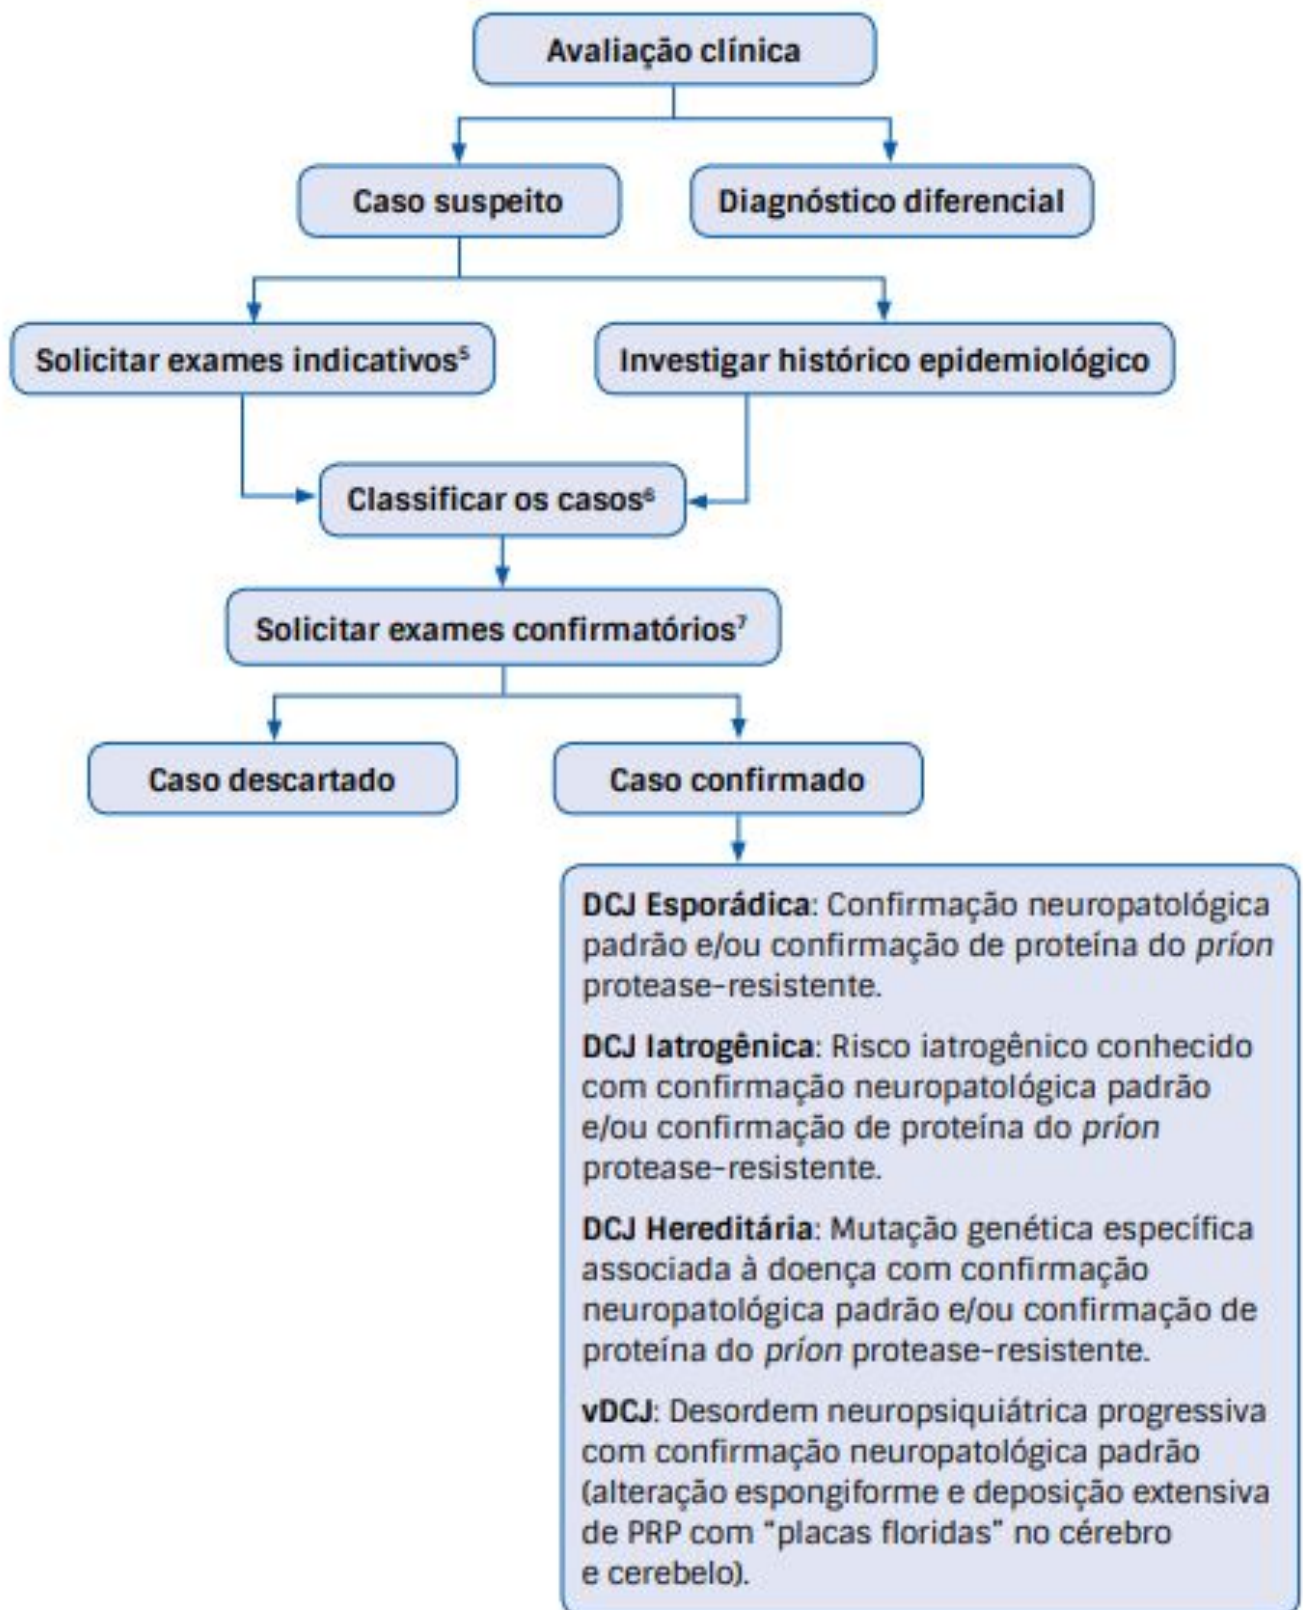 Avaliação clínica
Caso suspeito
Diagnóstico diferencial
Solicitar exames indicativos⁵
Investigar histórico epidemiológico
Classificar os casos⁶
Solicitar exames confirmatórios⁷
Caso descartado
Caso confirmado
DCJ Esporádica: Confirmação neuropatológica
padrão e/ou confirmação de proteína do príon
protease-resistente.
DCJ Iatrogênica: Risco iatrogênico conhecido
com confirmação neuropatológica padrão
e/ou confirmação de proteína do príon
protease-resistente.
DCJ Hereditária: Mutação genética específica
associada à doença com confirmação
neuropatológica padrão e/ou confirmação de
proteína do príon protease-resistente.
vDCJ: Desordem neuropsiquiátrica progressiva
com confirmação neuropatológica padrão
(alteração espongiforme e deposição extensiva
de PRP com “placas floridas” no cérebro
e cerebelo).